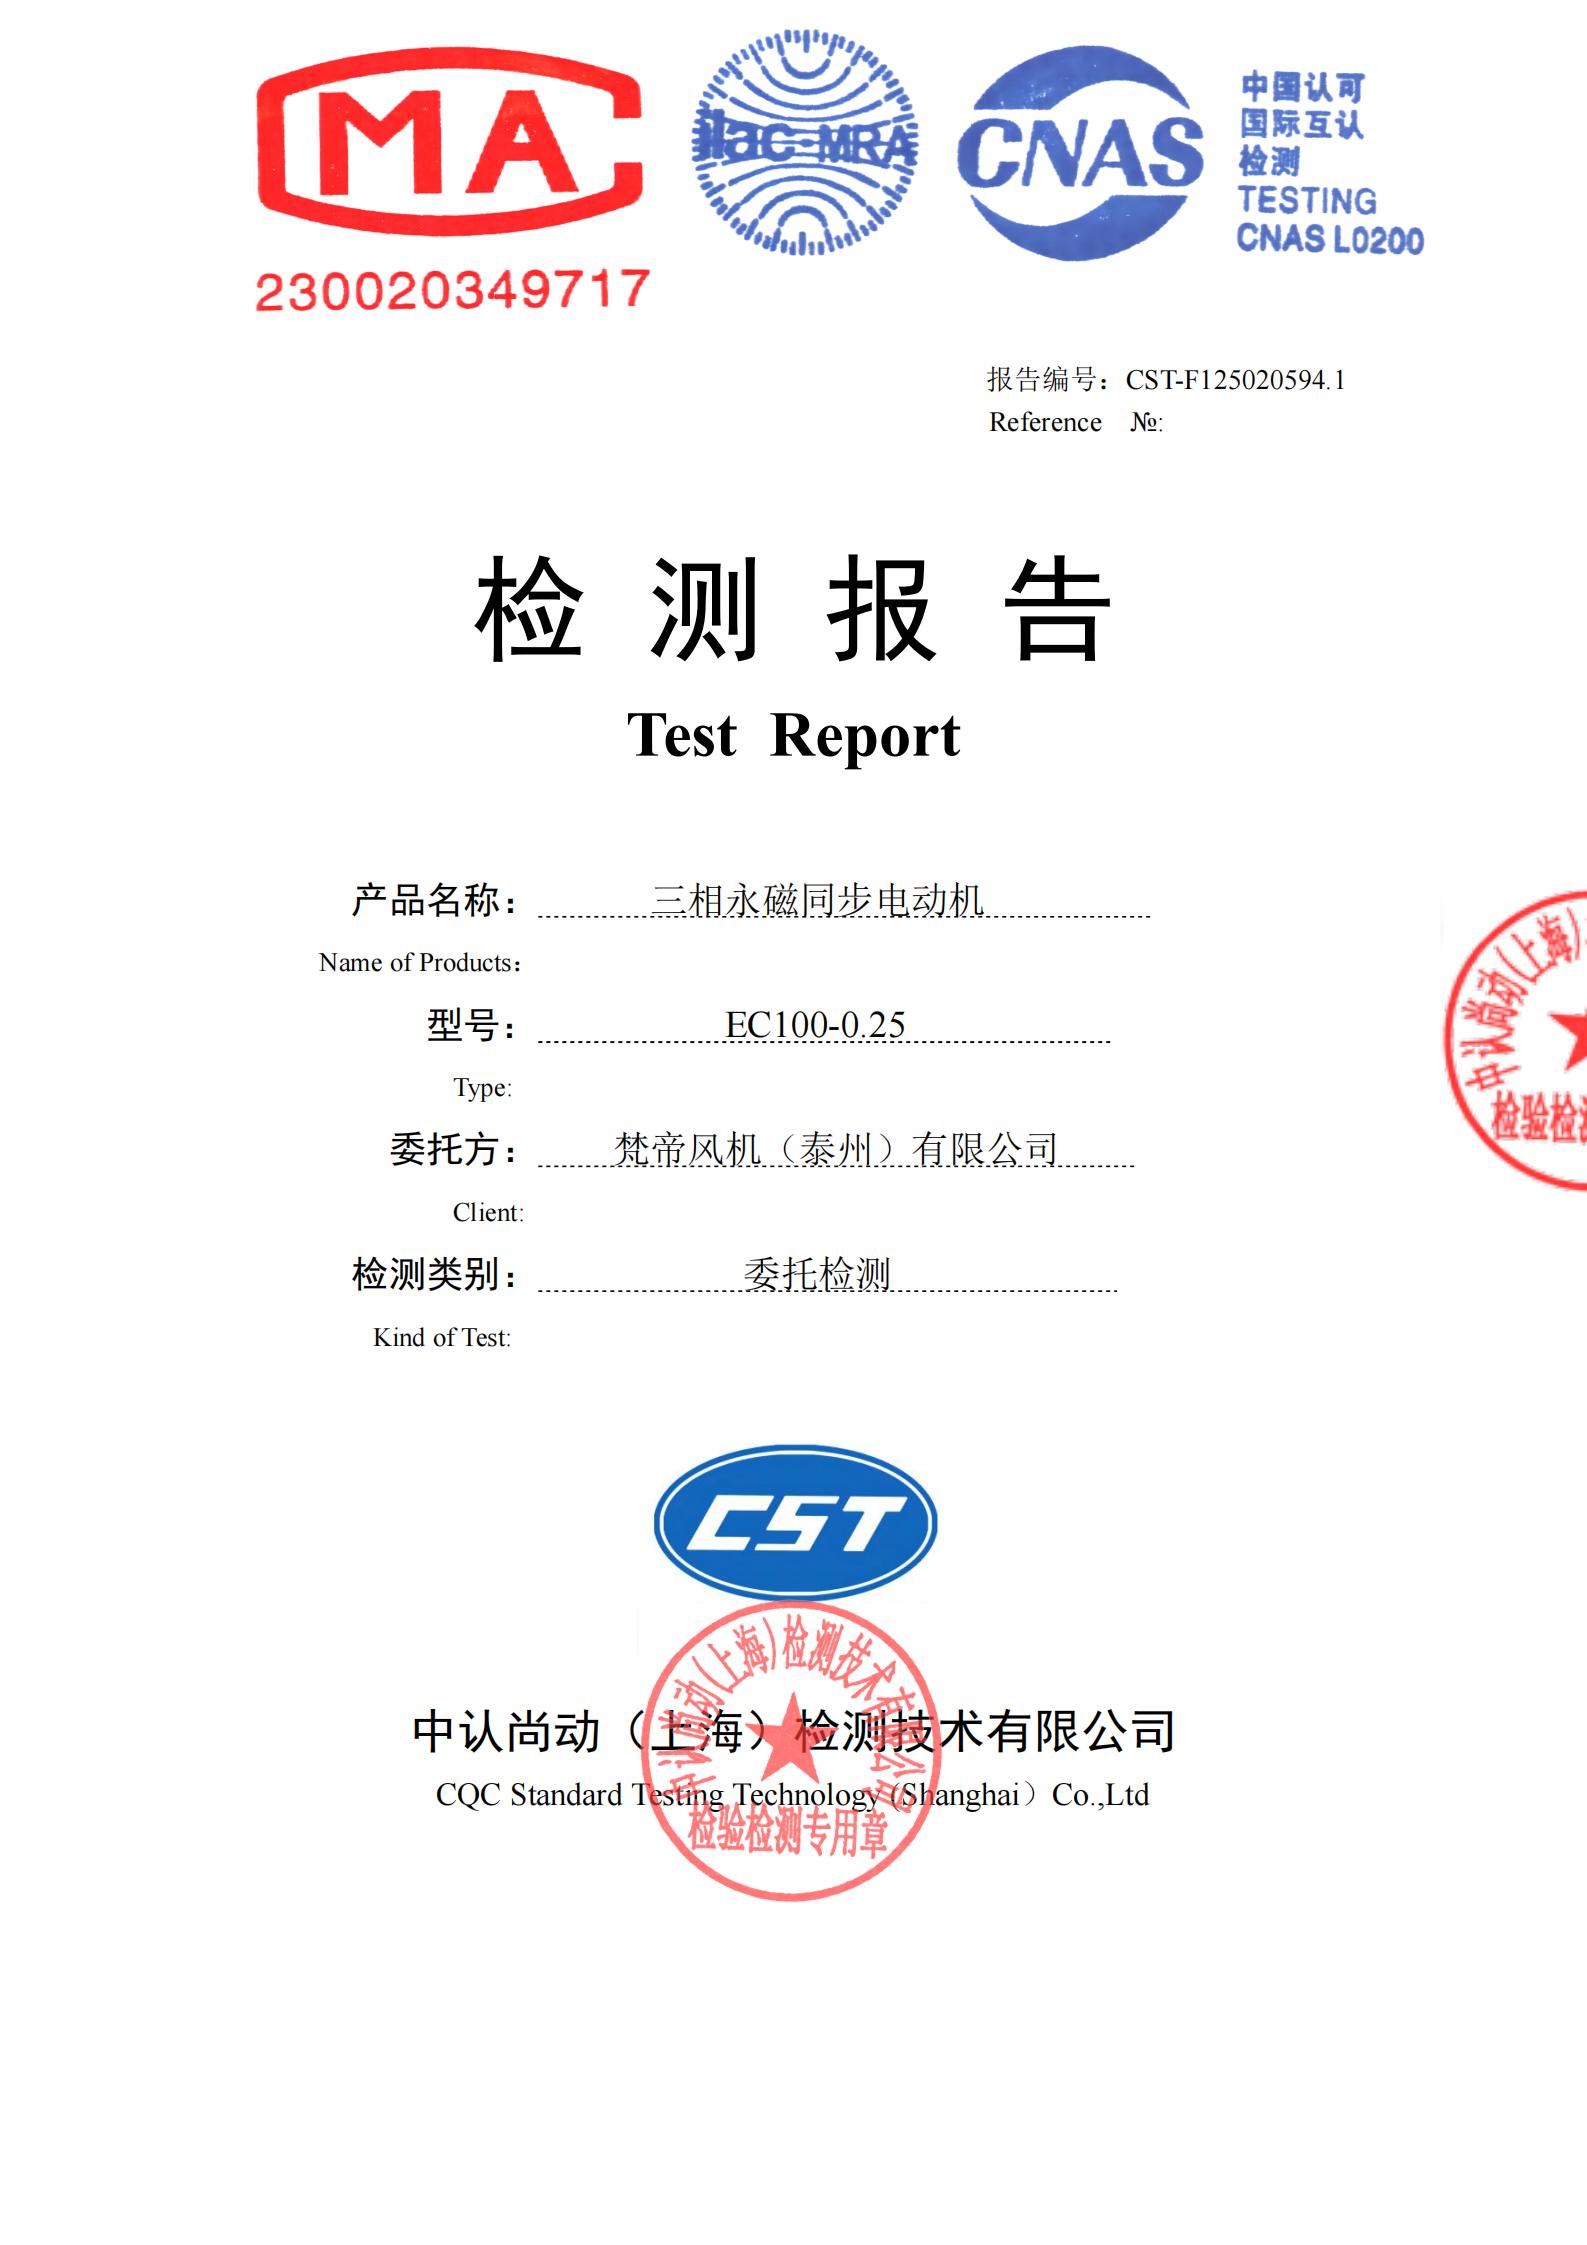 MA
ilac-MRA
CNAS
中国认可
国际互认
检测
TESTING
CNAS L0200
230020349717
报告编号：CST-F125020594.1
Reference №:
检测报告
Test Report
产品名称：三相永磁同步电动机
Name of Products：
型号：EC100-0.25
Type:
委托方：梵帝风机（泰州）有限公司
Client:
检测类别：委托检测
Kind of Test:
中认尚动(上海)
检验检
CST
中认尚动(上海)检测技术有限公司
中认尚动（上海）检测技术有限公司
CQC Standard Testing Technology (Shanghai）Co.,Ltd
检验检测专用章